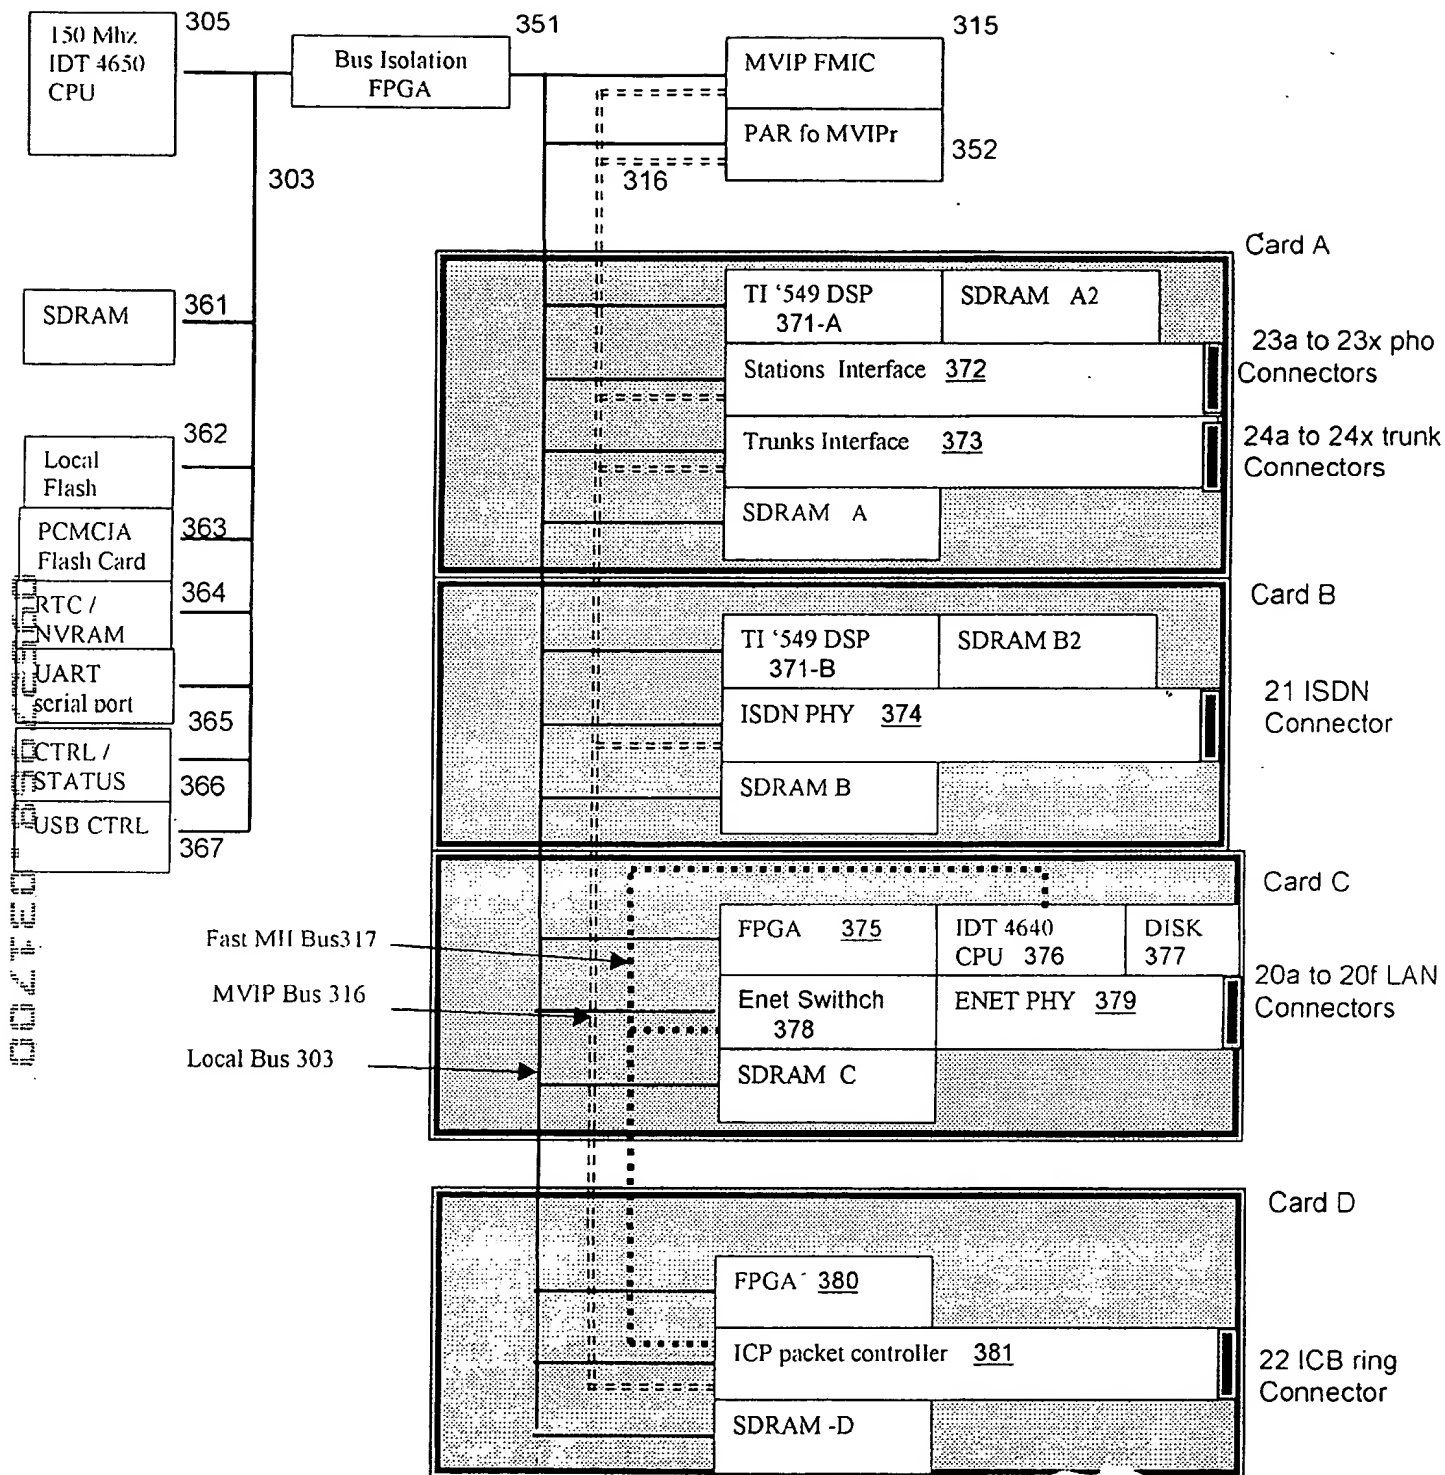 150 Mhz
IDT 4650
CPU
305
Bus Isolation
FPGA
351
MVIP FMIC
315
PAR fo MVIPr
352
303
316
SDRAM
361
Local
Flash
362
PCMCIA
Flash Card
363
RTC /
NVRAM
364
UART
serial port
365
CTRL /
STATUS
366
USB CTRL
367
Card A
TI '549 DSP
371-A
SDRAM A2
Stations Interface 372
23a to 23x pho
Connectors
Trunks Interface 373
24a to 24x trunk
Connectors
SDRAM A
Card B
TI '549 DSP
371-B
SDRAM B2
ISDN PHY 374
21 ISDN
Connector
SDRAM B
Card C
Fast MII Bus317
MVIP Bus 316
Local Bus 303
FPGA 375
IDT 4640
CPU 376
DISK
377
Enet Swithch
378
ENET PHY 379
20a to 20f LAN
Connectors
SDRAM C
Card D
FPGA 380
ICP packet controller 381
22 ICB ring
Connector
SDRAM -D